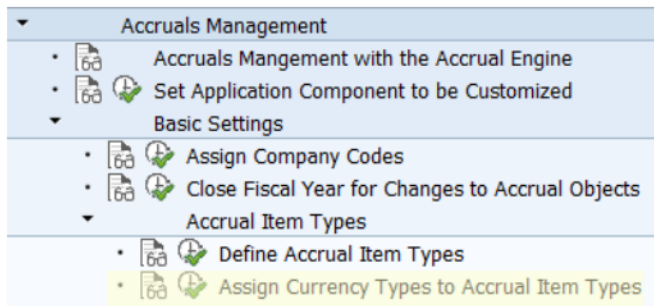 Accruals Management
Accruals Mangement with the Accrual Engine
Set Application Component to be Customized
Basic Settings
Assign Company Codes
Close Fiscal Year for Changes to Accrual Objects
Accrual Item Types
Define Accrual Item Types
Assign Currency Types to Accrual Item Types